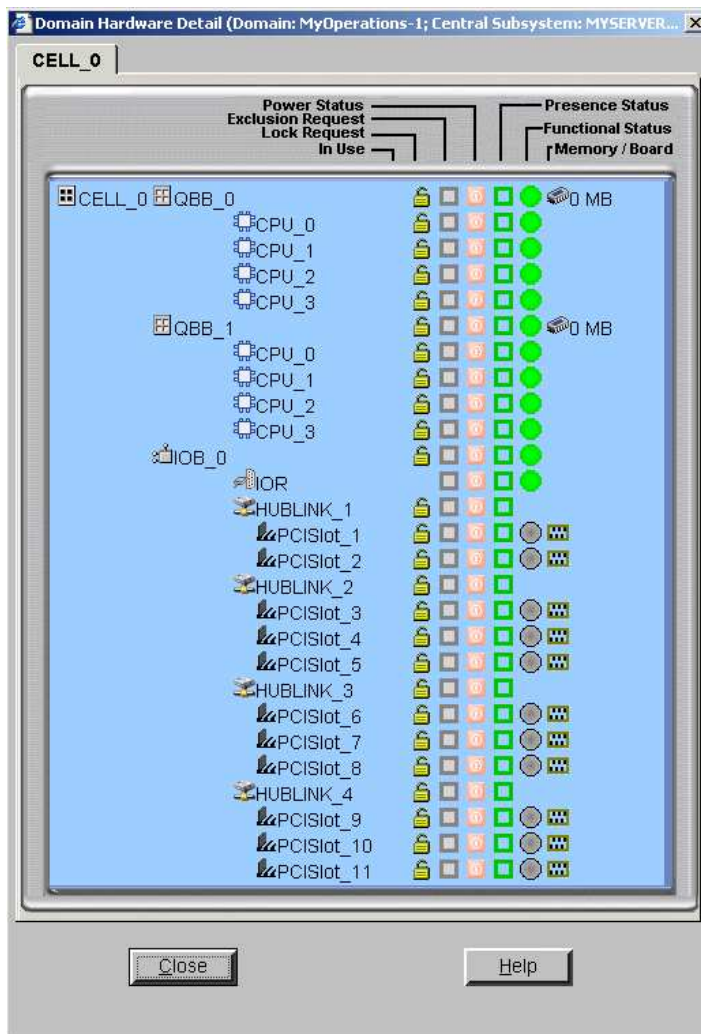 Domain Hardware Detail (Domain: MyOperations-1; Central Subsystem: MYSERVER...
CELL_0
Power Status
Presence Status
Exclusion Request
Functional Status
Lock Request
Memory / Board
In Use
CELL_0 QBB_0 0 MB
CPU_0
CPU_1
CPU_2
CPU_3
QBB_1 0 MB
CPU_0
CPU_1
CPU_2
CPU_3
IOB_0
IOR
HUBLINK_1
PCISlot_1
PCISlot_2
HUBLINK_2
PCISlot_3
PCISlot_4
PCISlot_5
HUBLINK_3
PCISlot_6
PCISlot_7
PCISlot_8
HUBLINK_4
PCISlot_9
PCISlot_10
PCISlot_11
Close Help